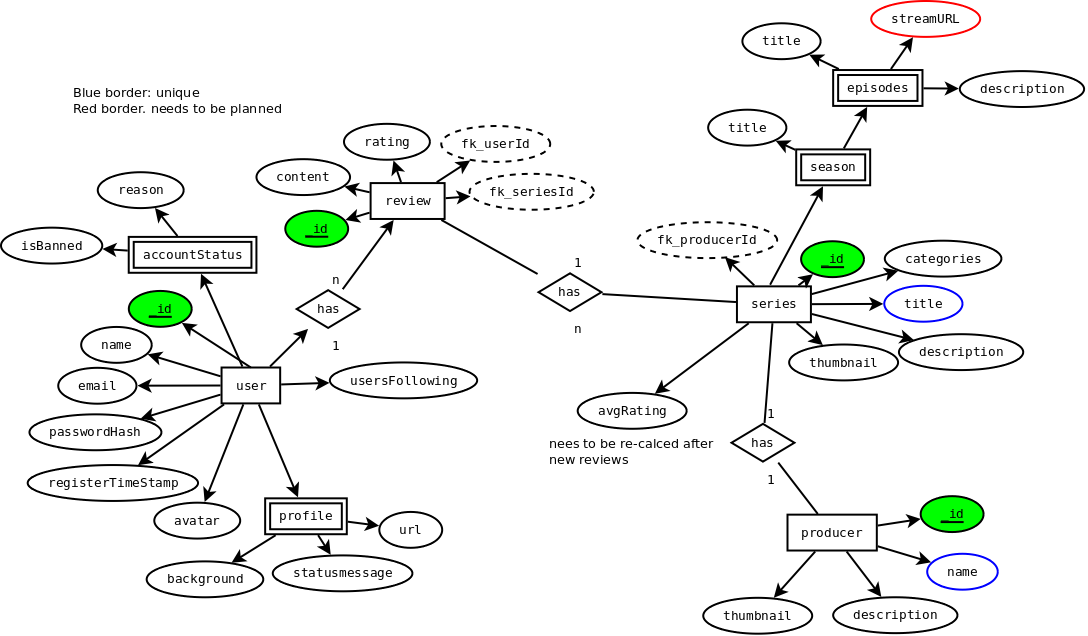 streamURL
title
episodes
description
Blue border: unique
Red border. needs to be planned
title
season
rating
fk_userId
content
fk_seriesId
review
_id
reason
isBanned
accountStatus
fk_producerId
_id
categories
1
has
n
series
title
description
thumbnail
n
has
1
_id
name
email
user
usersFollowing
passwordHash
registerTimeStamp
avatar
profile
url
background
statusmessage
avgRating
nees to be re-calced after
new reviews
1
has
1
producer
_id
name
thumbnail
description